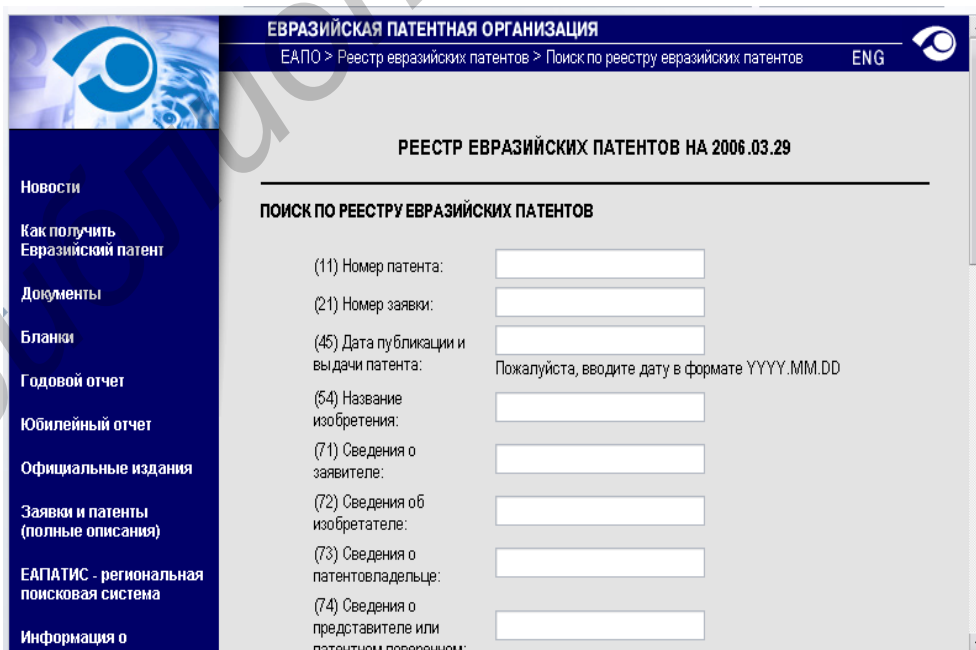 ЕВРАЗИЙСКАЯ ПАТЕНТНАЯ ОРГАНИЗАЦИЯ
ЕАПО > Реестр евразийских патентов > Поиск по реестру евразийских патентов
ENG
РЕЕСТР ЕВРАЗИЙСКИХ ПАТЕНТОВ НА 2006.03.29
Новости
Как получить
Евразийский патент
Документы
Бланки
Годовой отчет
Юбилейный отчет
Официальные издания
Заявки и патенты
(полные описания)
ЕАПАТИС - региональная
поисковая система
Информация о
ПОИСК ПО РЕЕСТРУ ЕВРАЗИЙСКИХ ПАТЕНТОВ
(11) Номер патента:
(21) Номер заявки:
(45) Дата публикации и
выдачи патента:
Пожалуйста, вводите дату в формате YYYY.MM.DD
(54) Название
изобретения:
(71) Сведения о
заявителе:
(72) Сведения об
изобретателе:
(73) Сведения о
патентовладельце:
(74) Сведения о
представителе или
патентном поверенном: